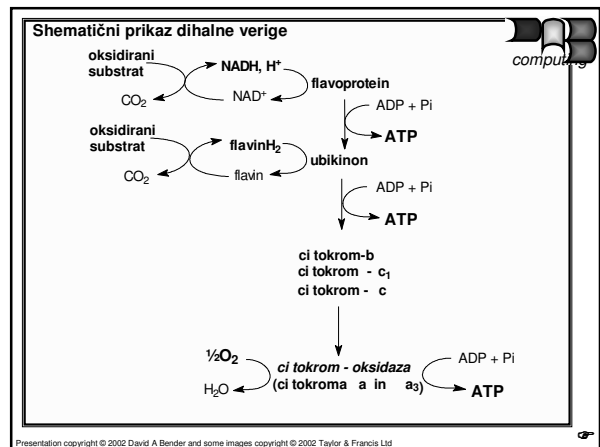 Shematični prikaz dihalne verige
computing
oksidirani
substrat
NADH, H⁺
CO₂
NAD⁺
flavoprotein
ADP + Pi
ATP
oksidirani
substrat
flavinH₂
CO₂
flavin
ubikinon
ADP + Pi
ATP
ci tokrom-b
ci tokrom - c₁
ci tokrom - c
½O₂
H₂O
ci tokrom - oksidaza
(ci tokroma a in a₃)
ADP + Pi
ATP
Presentation copyright © 2002 David A Bender and some images copyright © 2002 Taylor & Francis Ltd